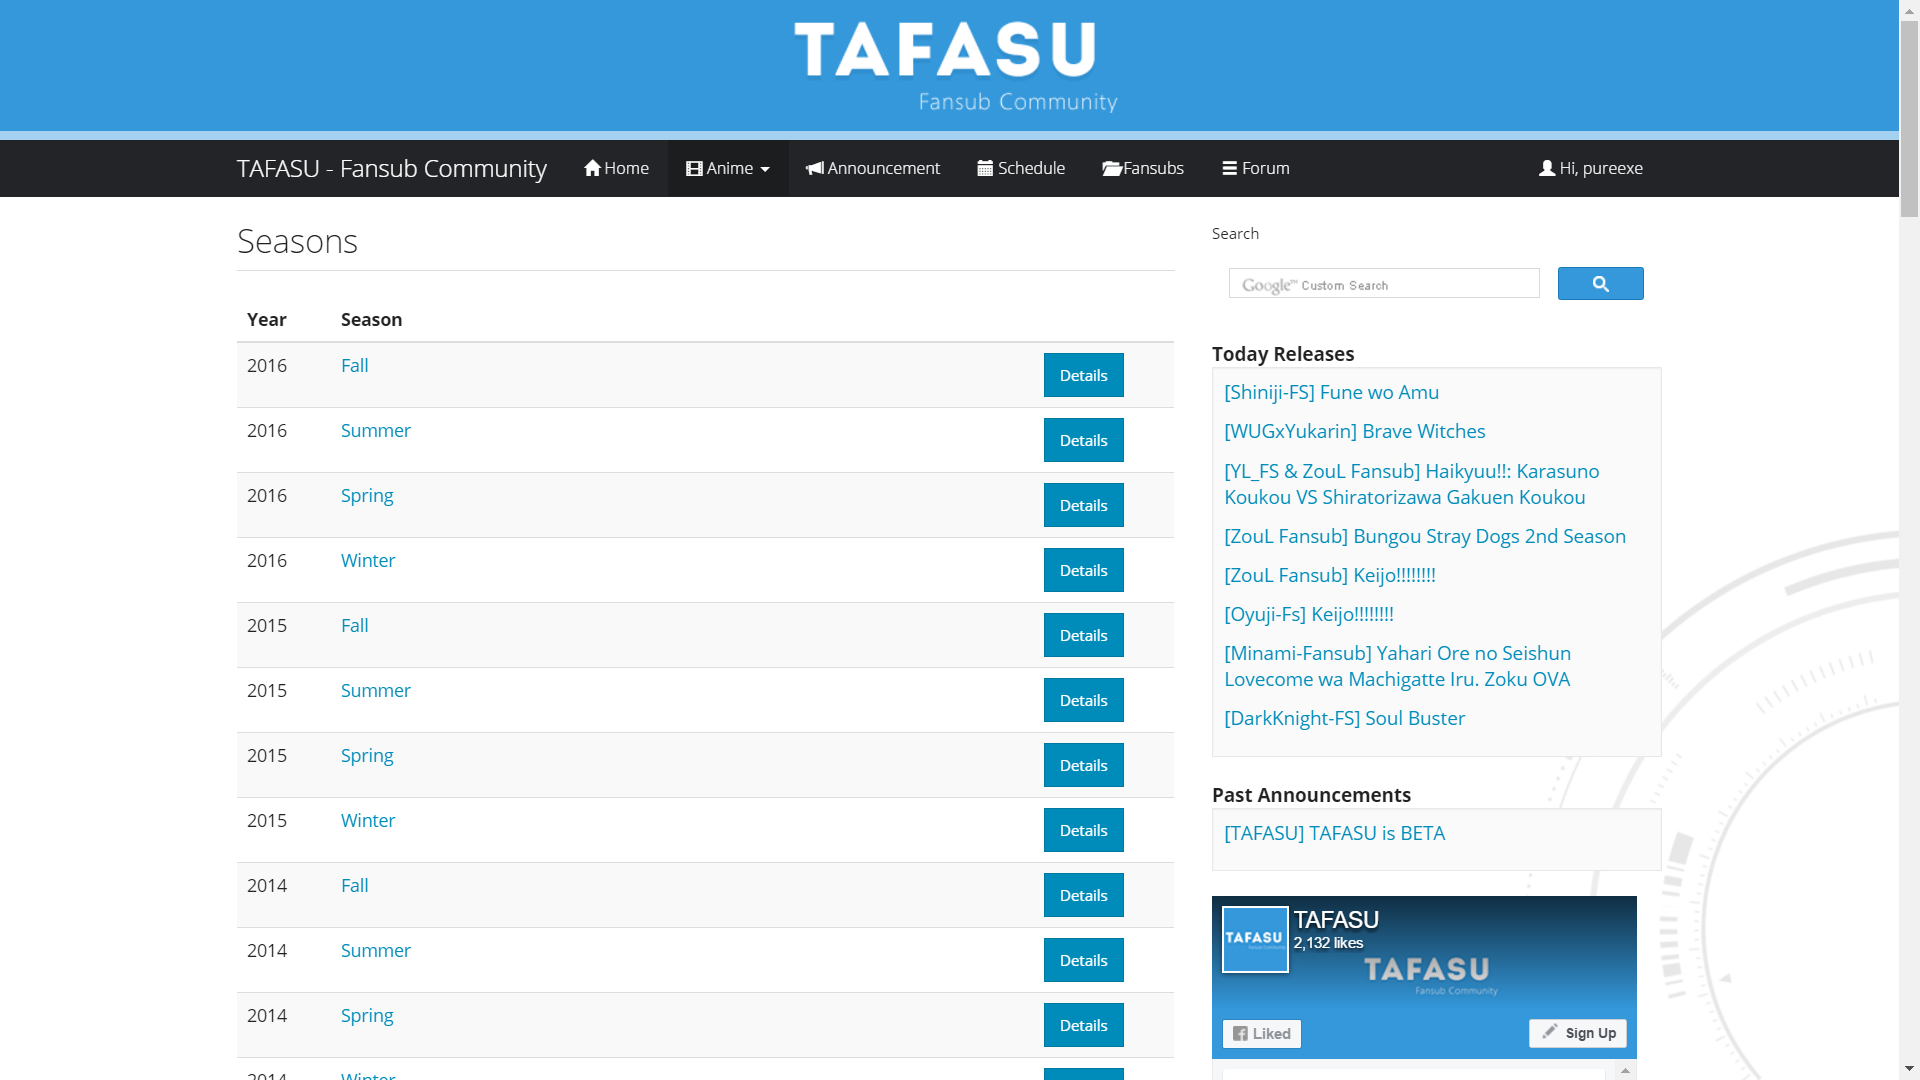 TAFASU
Fansub Community
TAFASU - Fansub Community Home Anime Announcement Schedule Fansubs Forum Hi, pureexe
Seasons
Year Season
2016 Fall Details
2016 Summer Details
2016 Spring Details
2016 Winter Details
2015 Fall Details
2015 Summer Details
2015 Spring Details
2015 Winter Details
2014 Fall Details
2014 Summer Details
2014 Spring Details
2014 Winter
Search
Google™ Custom Search
Today Releases
[Shiniji-FS] Fune wo Amu
[WUGxYukarin] Brave Witches
[YL_FS & ZouL Fansub] Haikyuu!!: Karasuno
Koukou VS Shiratorizawa Gakuen Koukou
[ZouL Fansub] Bungou Stray Dogs 2nd Season
[ZouL Fansub] Keijo!!!!!!!!
[Oyuji-Fs] Keijo!!!!!!!!
[Minami-Fansub] Yahari Ore no Seishun
Lovecome wa Machigatte Iru. Zoku OVA
[DarkKnight-FS] Soul Buster
Past Announcements
[TAFASU] TAFASU is BETA
TAFASU
TAFASU
2,132 likes
TAFASU
Fansub Community
Liked
Sign Up